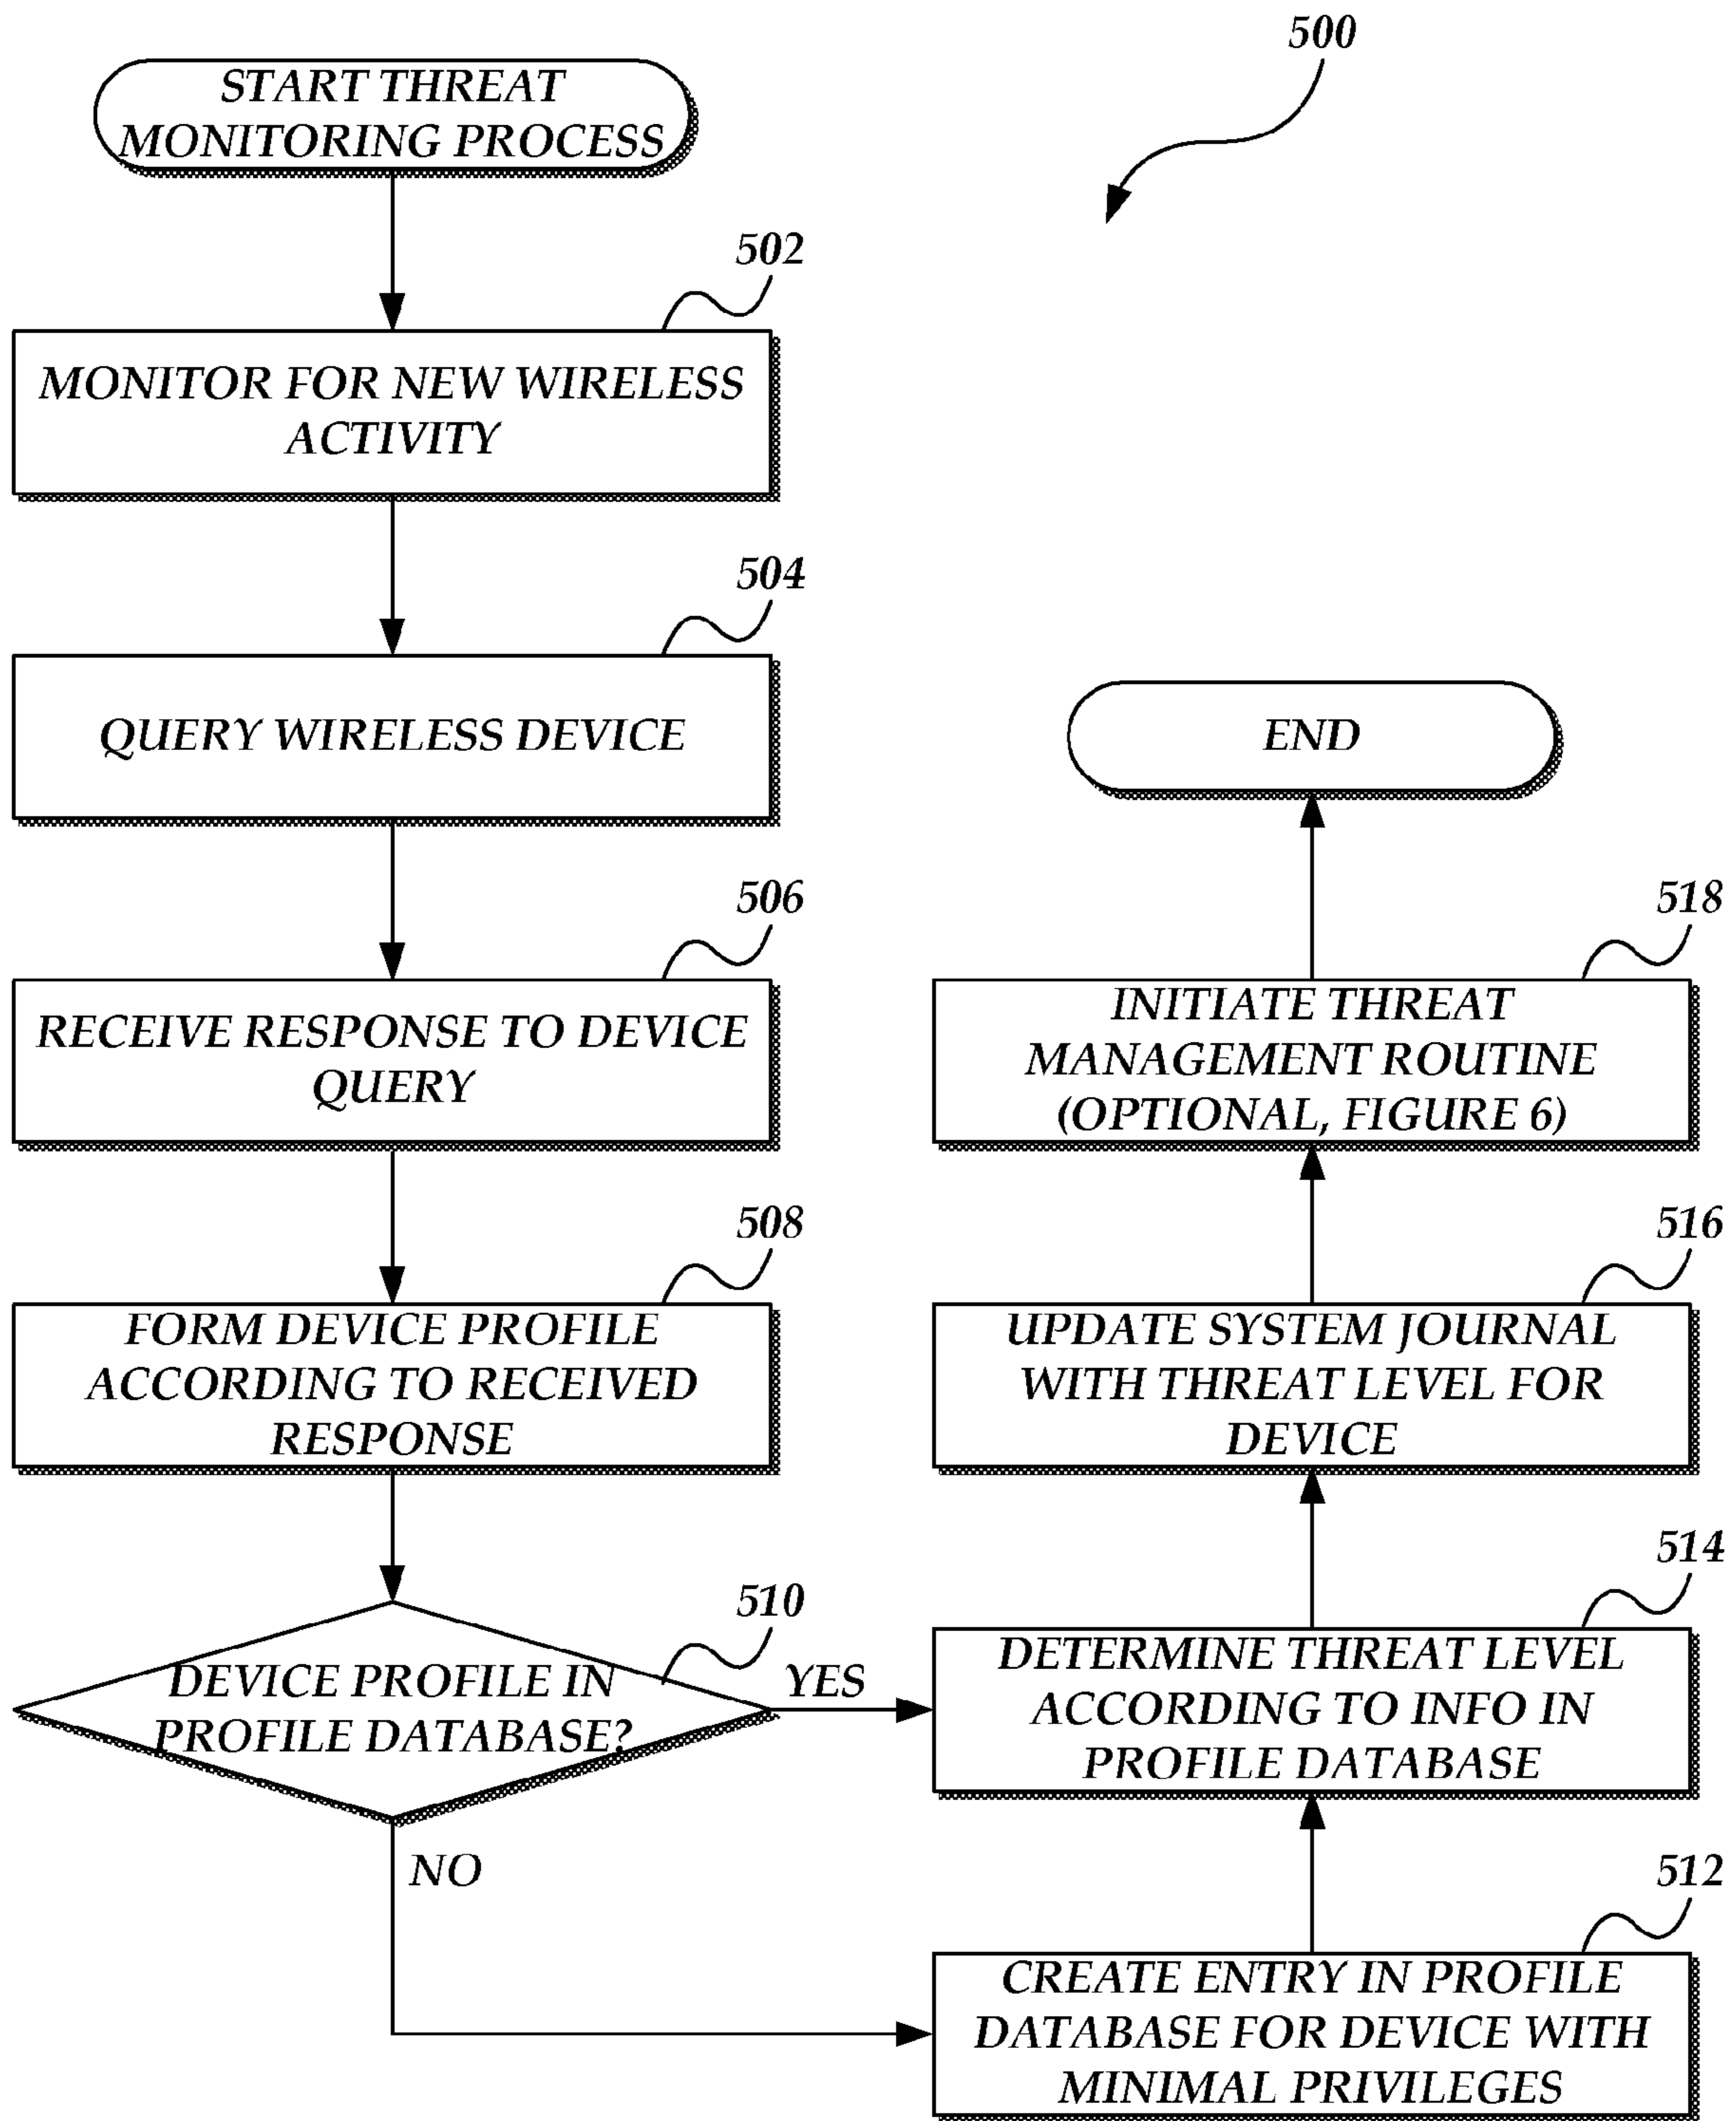 500
START THREAT
MONITORING PROCESS
502
MONITOR FOR NEW WIRELESS
ACTIVITY
504
QUERY WIRELESS DEVICE
506
RECEIVE RESPONSE TO DEVICE
QUERY
508
FORM DEVICE PROFILE
ACCORDING TO RECEIVED
RESPONSE
510
DEVICE PROFILE IN
PROFILE DATABASE?
YES
NO
512
CREATE ENTRY IN PROFILE
DATABASE FOR DEVICE WITH
MINIMAL PRIVILEGES
514
DETERMINE THREAT LEVEL
ACCORDING TO INFO IN
PROFILE DATABASE
516
UPDATE SYSTEM JOURNAL
WITH THREAT LEVEL FOR
DEVICE
518
INITIATE THREAT
MANAGEMENT ROUTINE
(OPTIONAL, FIGURE 6)
END